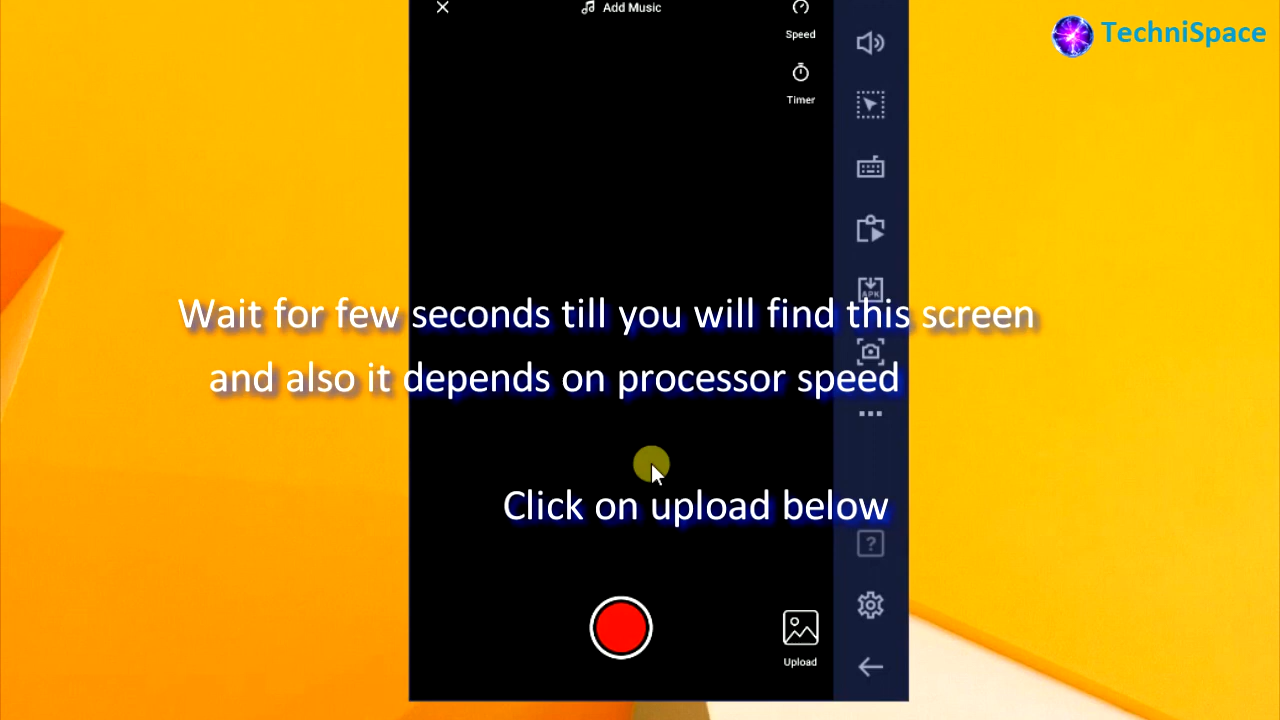 Add Music
Speed
TechniSpace
Timer
APK
Wait for few seconds till you will find this screen
and also it depends on processor speed
Click on upload below
?
Upload